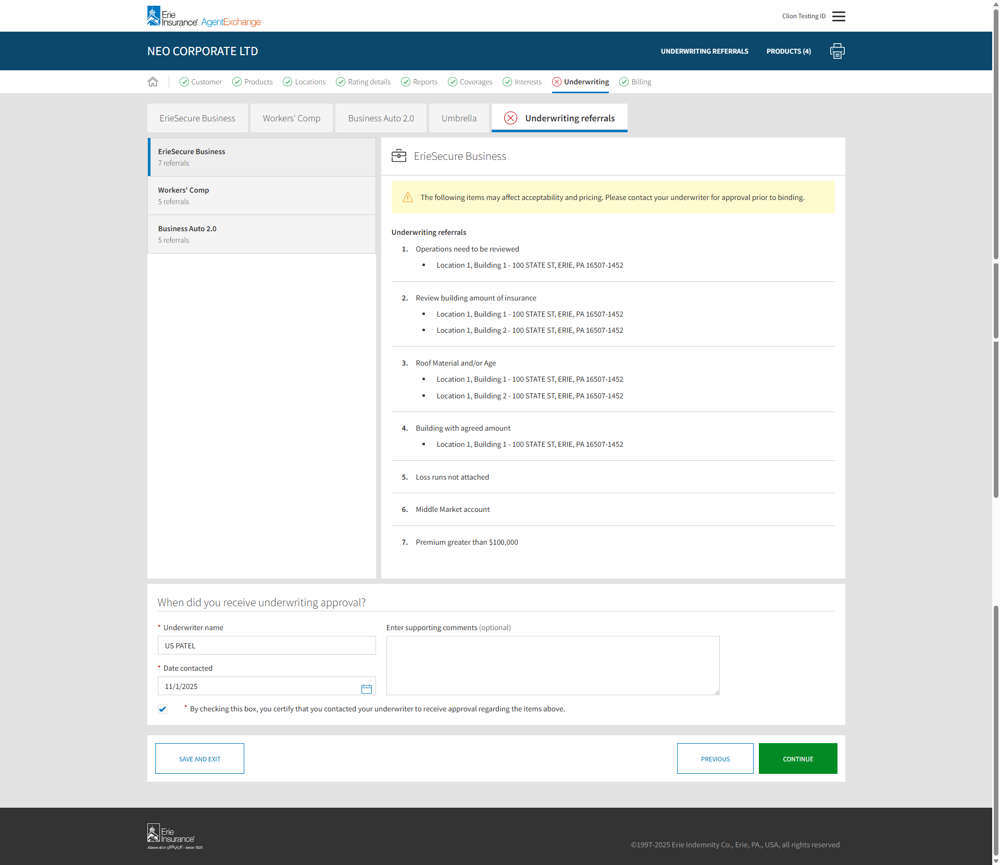 Erie
Insurance® AgentExchange
Clion Testing ID
NEO CORPORATE LTD
UNDERWRITING REFERRALS
PRODUCTS (4)
Customer
Products
Locations
Rating details
Reports
Coverages
Interests
Underwriting
Billing
ErieSecure Business
Workers' Comp
Business Auto 2.0
Umbrella
Underwriting referrals
ErieSecure Business
7 referrals
Workers' Comp
5 referrals
Business Auto 2.0
5 referrals
ErieSecure Business
The following items may affect acceptability and pricing. Please contact your underwriter for approval prior to binding.
Underwriting referrals
1. Operations need to be reviewed
• Location 1, Building 1 - 100 STATE ST, ERIE, PA 16507-1452
2. Review building amount of insurance
• Location 1, Building 1 - 100 STATE ST, ERIE, PA 16507-1452
• Location 1, Building 2 - 100 STATE ST, ERIE, PA 16507-1452
3. Roof Material and/or Age
• Location 1, Building 1 - 100 STATE ST, ERIE, PA 16507-1452
• Location 1, Building 2 - 100 STATE ST, ERIE, PA 16507-1452
4. Building with agreed amount
• Location 1, Building 1 - 100 STATE ST, ERIE, PA 16507-1452
5. Loss runs not attached
6. Middle Market account
7. Premium greater than $100,000
When did you receive underwriting approval?
* Underwriter name
US PATEL
* Date contacted
11/1/2025
Enter supporting comments (optional)
* By checking this box, you certify that you contacted your underwriter to receive approval regarding the items above.
SAVE AND EXIT
PREVIOUS
CONTINUE
Erie
Insurance®
Above all in SERVICE® – since 1925
©1997-2025 Erie Indemnity Co., Erie, PA., USA, all rights reserved